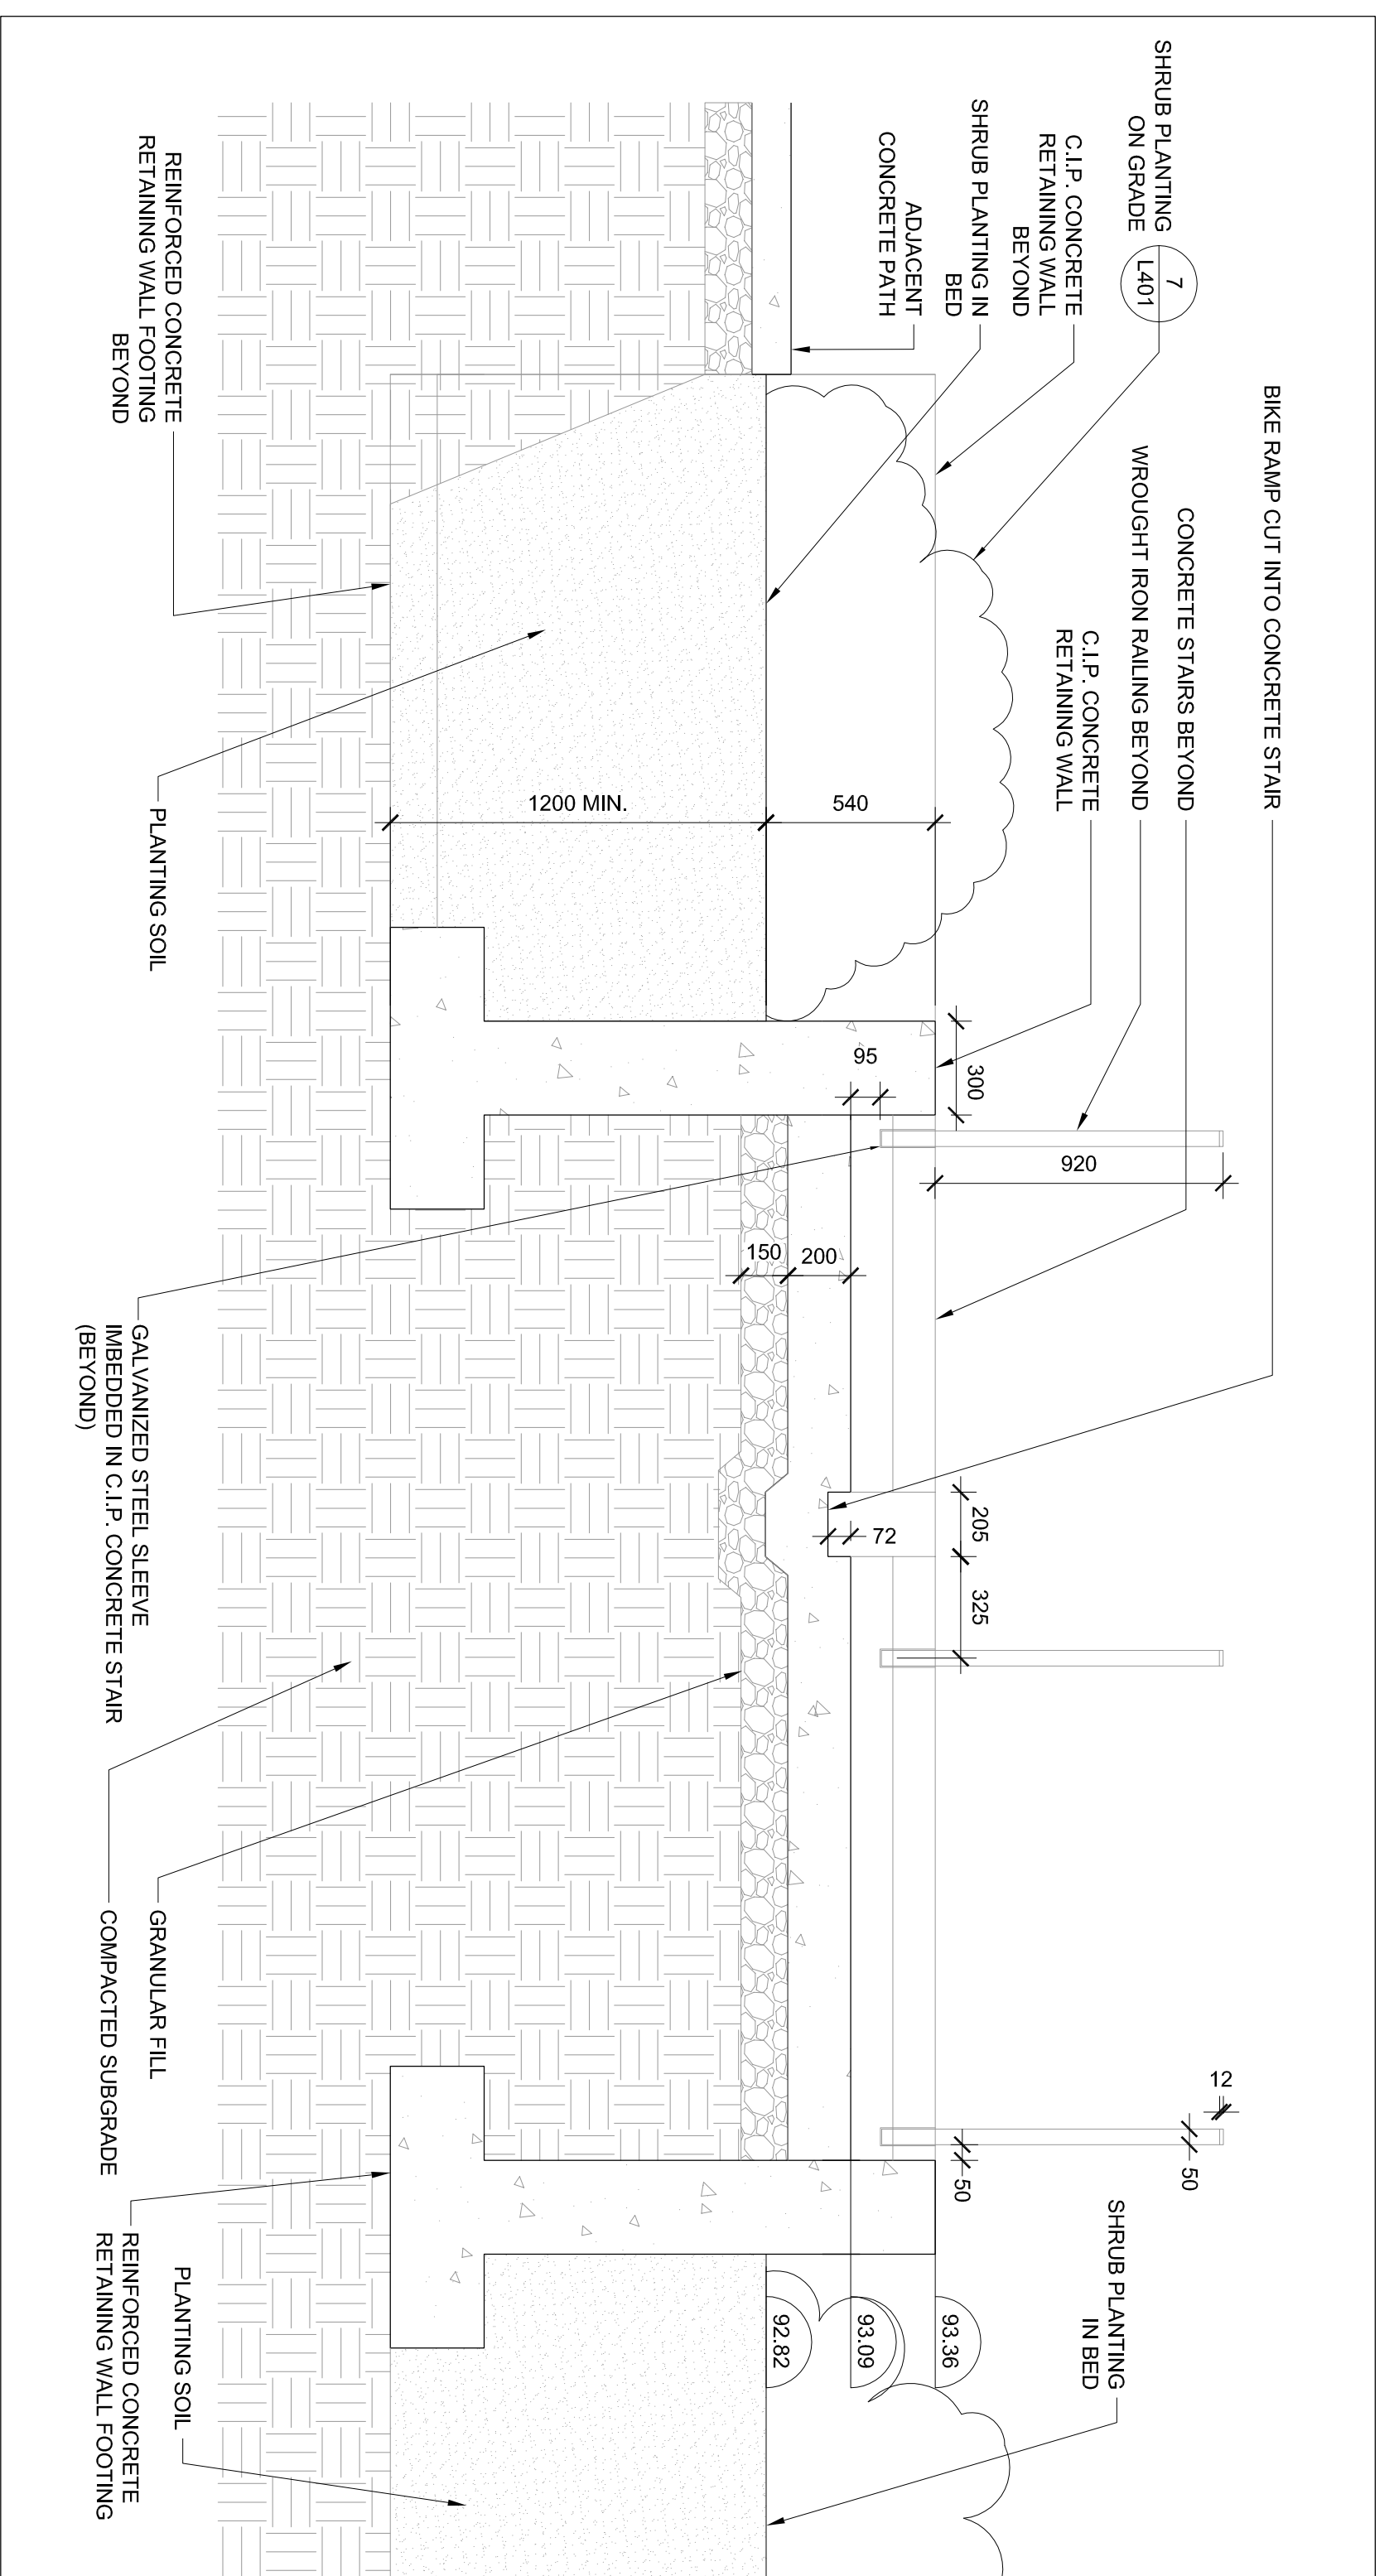 BIKE RAMP CUT INTO CONCRETE STAIR
CONCRETE STAIRS BEYOND
WROUGHT IRON RAILING BEYOND
C.I.P. CONCRETE
RETAINING WALL
SHRUB PLANTING
ON GRADE
7
L401
C.I.P. CONCRETE
RETAINING WALL
BEYOND
SHRUB PLANTING IN
BED
ADJACENT
CONCRETE PATH
SHRUB PLANTING
IN BED
12
50
50
920
300
205
325
540
1200 MIN.
95
72
150
200
93.36
93.09
92.82
REINFORCED CONCRETE
RETAINING WALL FOOTING
BEYOND
PLANTING SOIL
GALVANIZED STEEL SLEEVE
IMBEDDED IN C.I.P. CONCRETE STAIR
(BEYOND)
GRANULAR FILL
COMPACTED SUBGRADE
PLANTING SOIL
REINFORCED CONCRETE
RETAINING WALL FOOTING